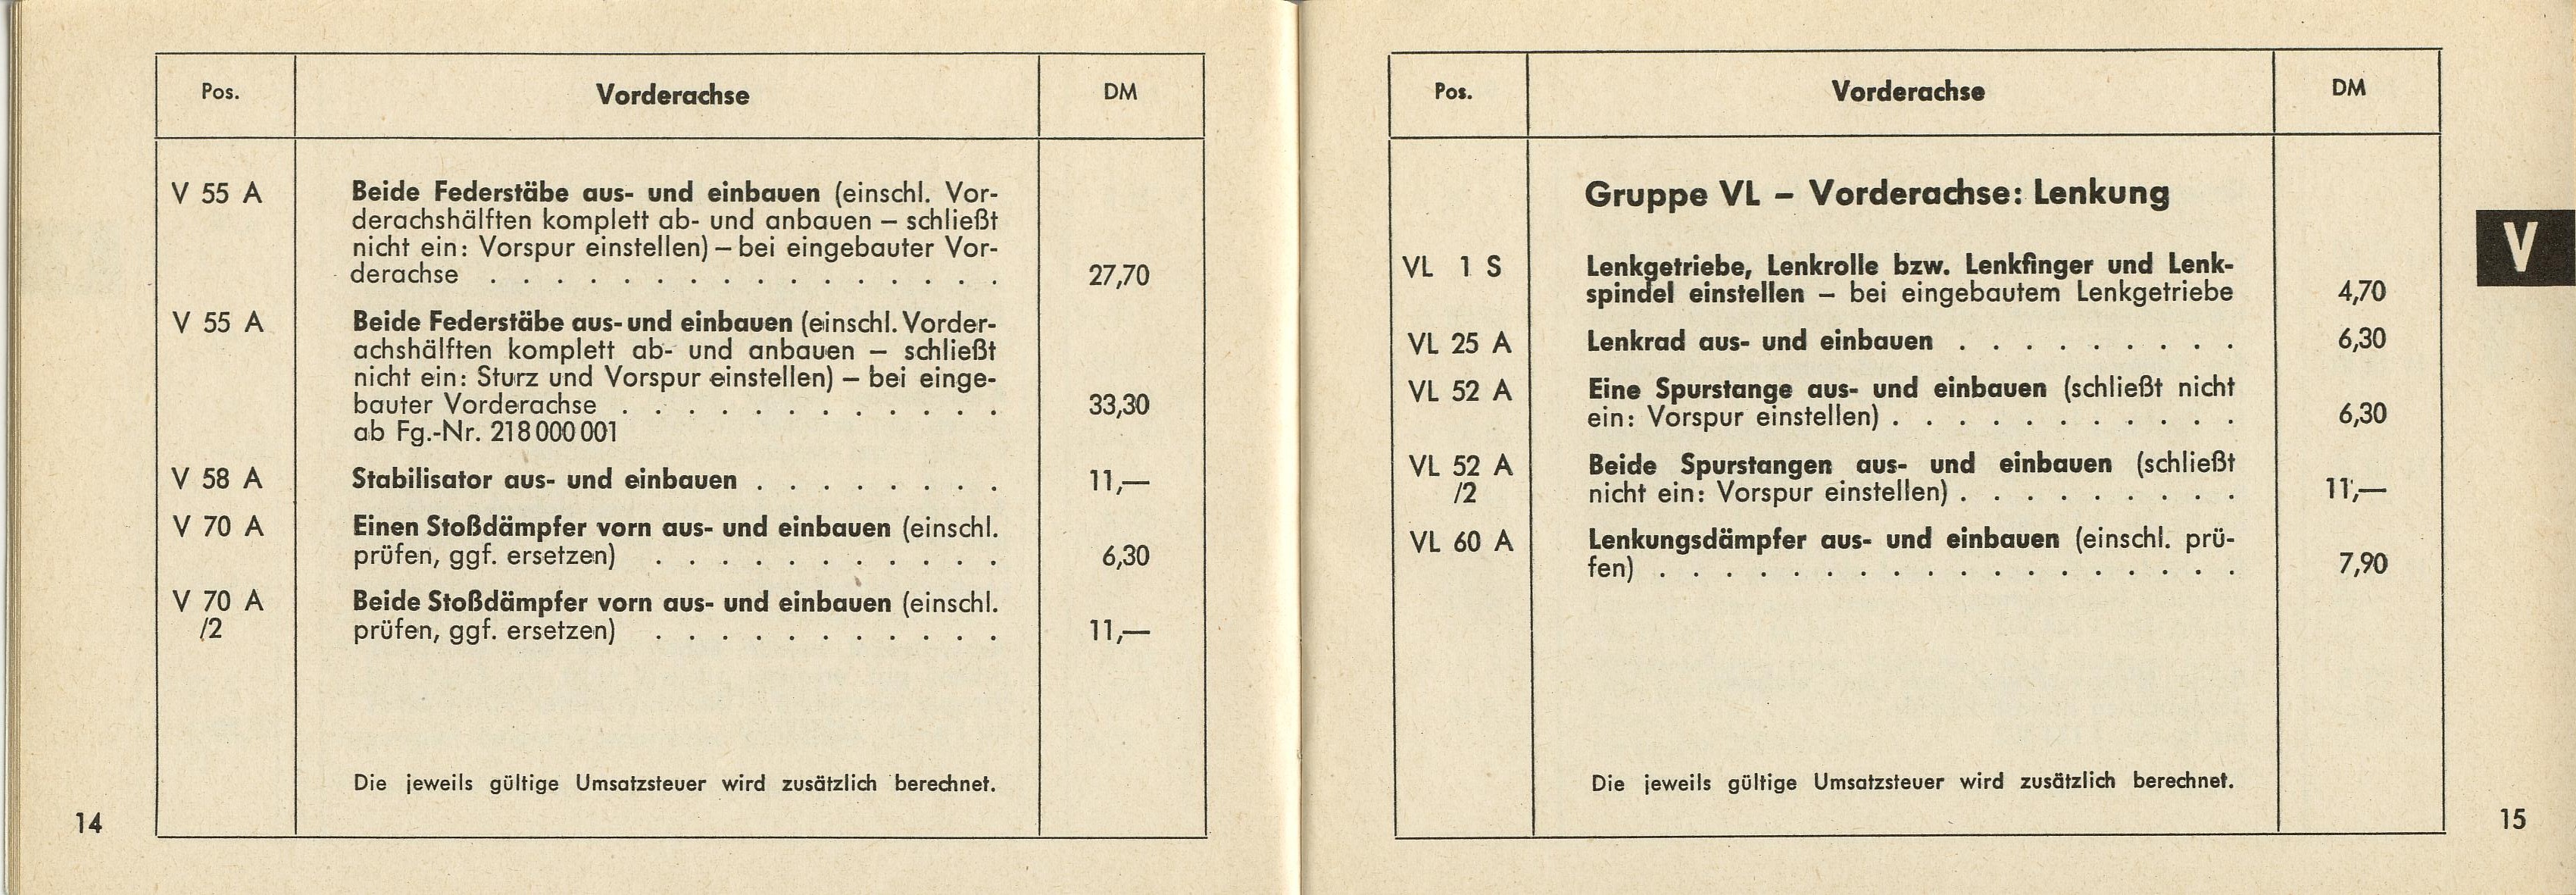 Pos. Vorderachse DM
V 55 A Beide Federstäbe aus- und einbauen (einschl. Vor-
derachshälften komplett ab- und anbauen – schließt
nicht ein: Vorspur einstellen) – bei eingebauter Vor-
derachse . . . . . . . . . . . . . . . . 27,70
V 55 A Beide Federstäbe aus- und einbauen (einschl. Vorder-
achshälften komplett ab- und anbauen – schließt
nicht ein: Sturz und Vorspur einstellen) – bei einge-
bauter Vorderachse . . . . . . . . . . . . 33,30
ab Fg.-Nr. 218 000 001
V 58 A Stabilisator aus- und einbauen . . . . . . . . 11,—
V 70 A Einen Stoßdämpfer vorn aus- und einbauen (einschl.
prüfen, ggf. ersetzen) . . . . . . . . . . . 6,30
V 70 A Beide Stoßdämpfer vorn aus- und einbauen (einschl.
/2 prüfen, ggf. ersetzen) . . . . . . . . . . . 11,—
Die jeweils gültige Umsatzsteuer wird zusätzlich berechnet.
14
Pos. Vorderachse DM
Gruppe VL – Vorderachse: Lenkung
V
VL 1 S Lenkgetriebe, Lenkrolle bzw. Lenkfinger und Lenk-
spindel einstellen – bei eingebautem Lenkgetriebe 4,70
VL 25 A Lenkrad aus- und einbauen . . . . . . . . . 6,30
VL 52 A Eine Spurstange aus- und einbauen (schließt nicht
ein: Vorspur einstellen) . . . . . . . . . . . 6,30
VL 52 A Beide Spurstangen aus- und einbauen (schließt
/2 nicht ein: Vorspur einstellen) . . . . . . . . . 11,—
VL 60 A Lenkungsdämpfer aus- und einbauen (einschl. prü-
fen) . . . . . . . . . . . . . . . . . . 7,90
Die jeweils gültige Umsatzsteuer wird zusätzlich berechnet.
15